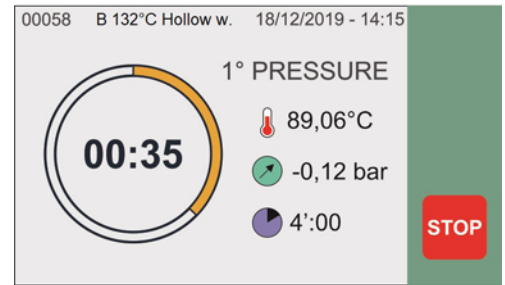 00058 B 132°C Hollow w. 18/12/2019 - 14:15
1° PRESSURE
89,06°C
00:35
-0,12 bar
4’:00
STOP